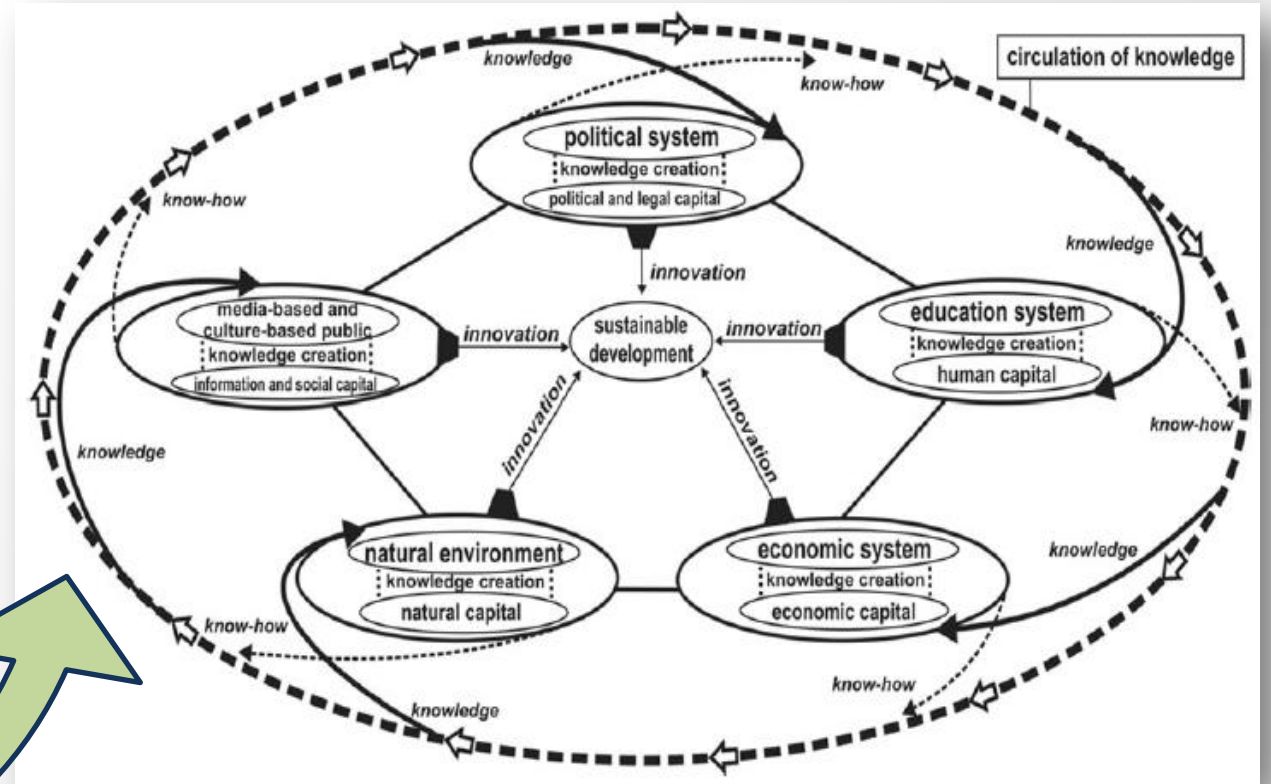 circulation of knowledge
knowledge
know-how
political system
knowledge creation
political and legal capital
innovation
know-how
knowledge
media-based and
culture-based public
knowledge creation
information and social capital
innovation
sustainable
development
innovation
education system
knowledge creation
human capital
know-how
knowledge
innovation
innovation
natural environment
knowledge creation
natural capital
economic system
knowledge creation
economic capital
knowledge
know-how
know-how
knowledge